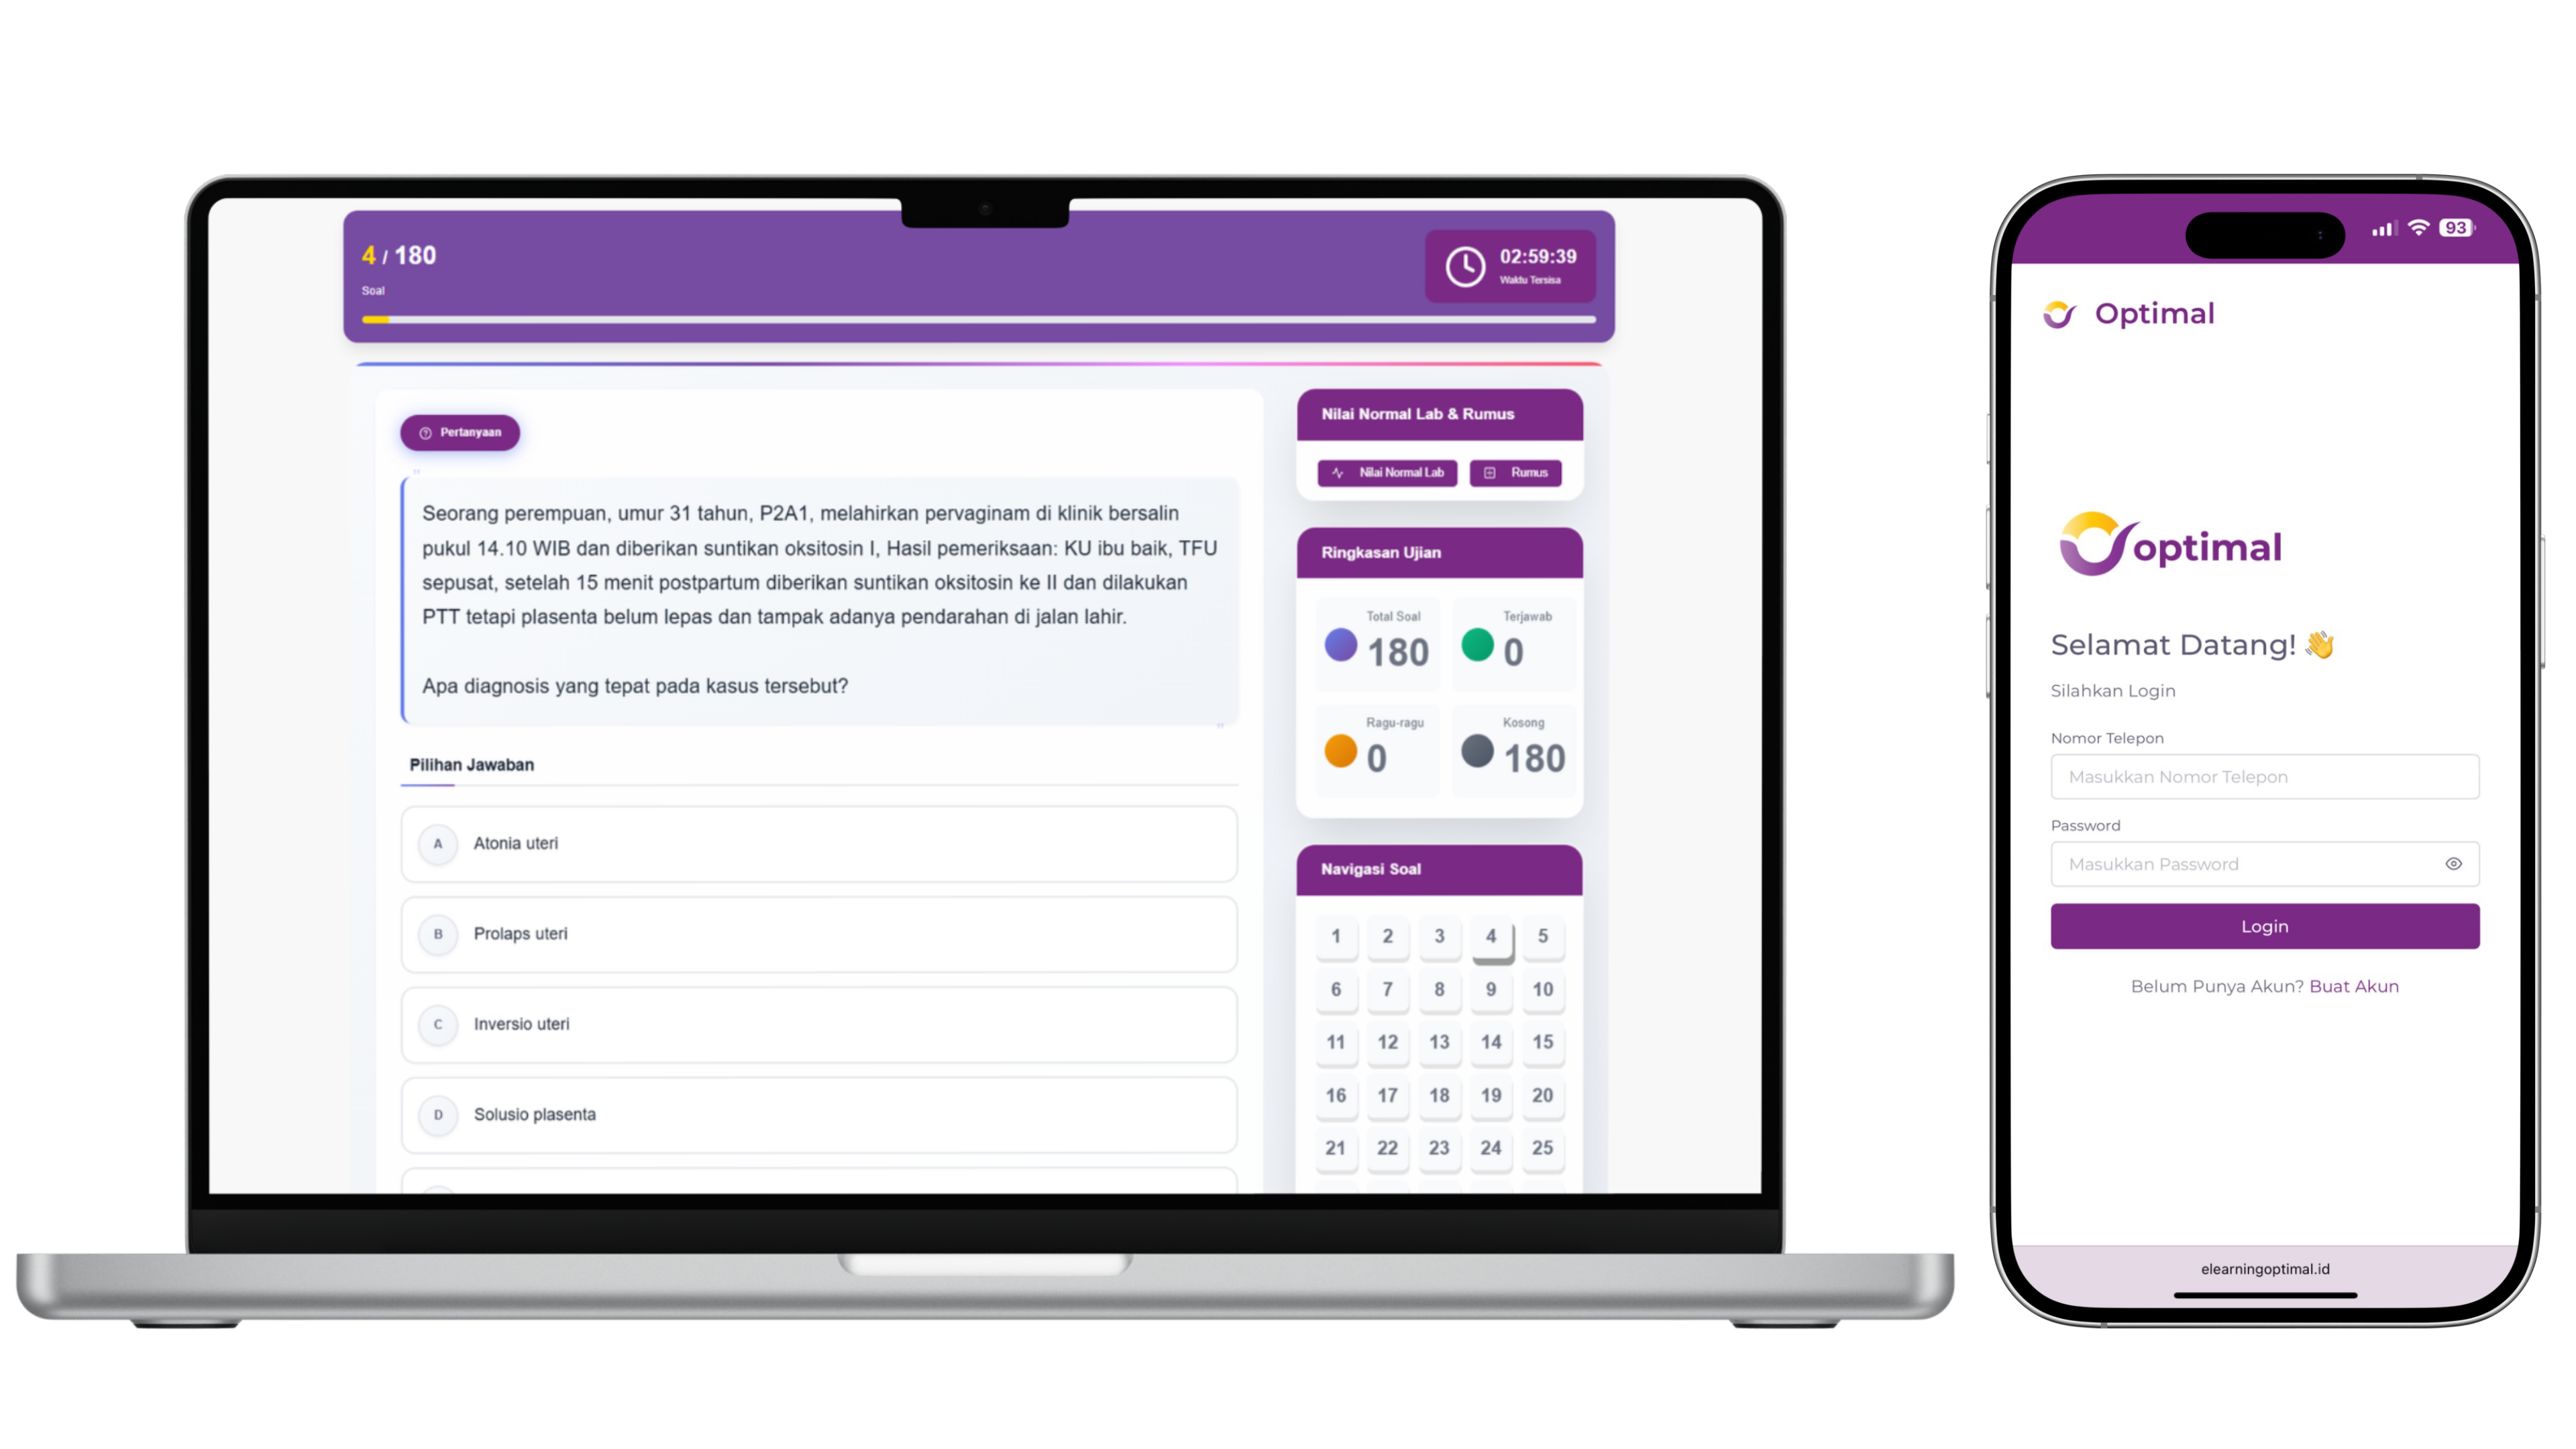 4 / 180
Soal
02:59:39
Waktu Tersisa
Pertanyaan
Seorang perempuan, umur 31 tahun, P2A1, melahirkan pervaginam di klinik bersalin
pukul 14.10 WIB dan diberikan suntikan oksitosin I, Hasil pemeriksaan: KU ibu baik, TFU
sepusat, setelah 15 menit postpartum diberikan suntikan oksitosin ke II dan dilakukan
PTT tetapi plasenta belum lepas dan tampak adanya pendarahan di jalan lahir.
Apa diagnosis yang tepat pada kasus tersebut?
Pilihan Jawaban
A Atonia uteri
B Prolaps uteri
C Inversio uteri
D Solusio plasenta
Nilai Normal Lab & Rumus
Nilai Normal Lab Rumus
Ringkasan Ujian
Total Soal
180
Terjawab
0
Ragu-ragu
0
Kosong
180
Navigasi Soal
1 2 3 4 5
6 7 8 9 10
11 12 13 14 15
16 17 18 19 20
21 22 23 24 25
93
Optimal
optimal
Selamat Datang! 👋
Silahkan Login
Nomor Telepon
Masukkan Nomor Telepon
Password
Masukkan Password
Login
Belum Punya Akun? Buat Akun
elearningoptimal.id